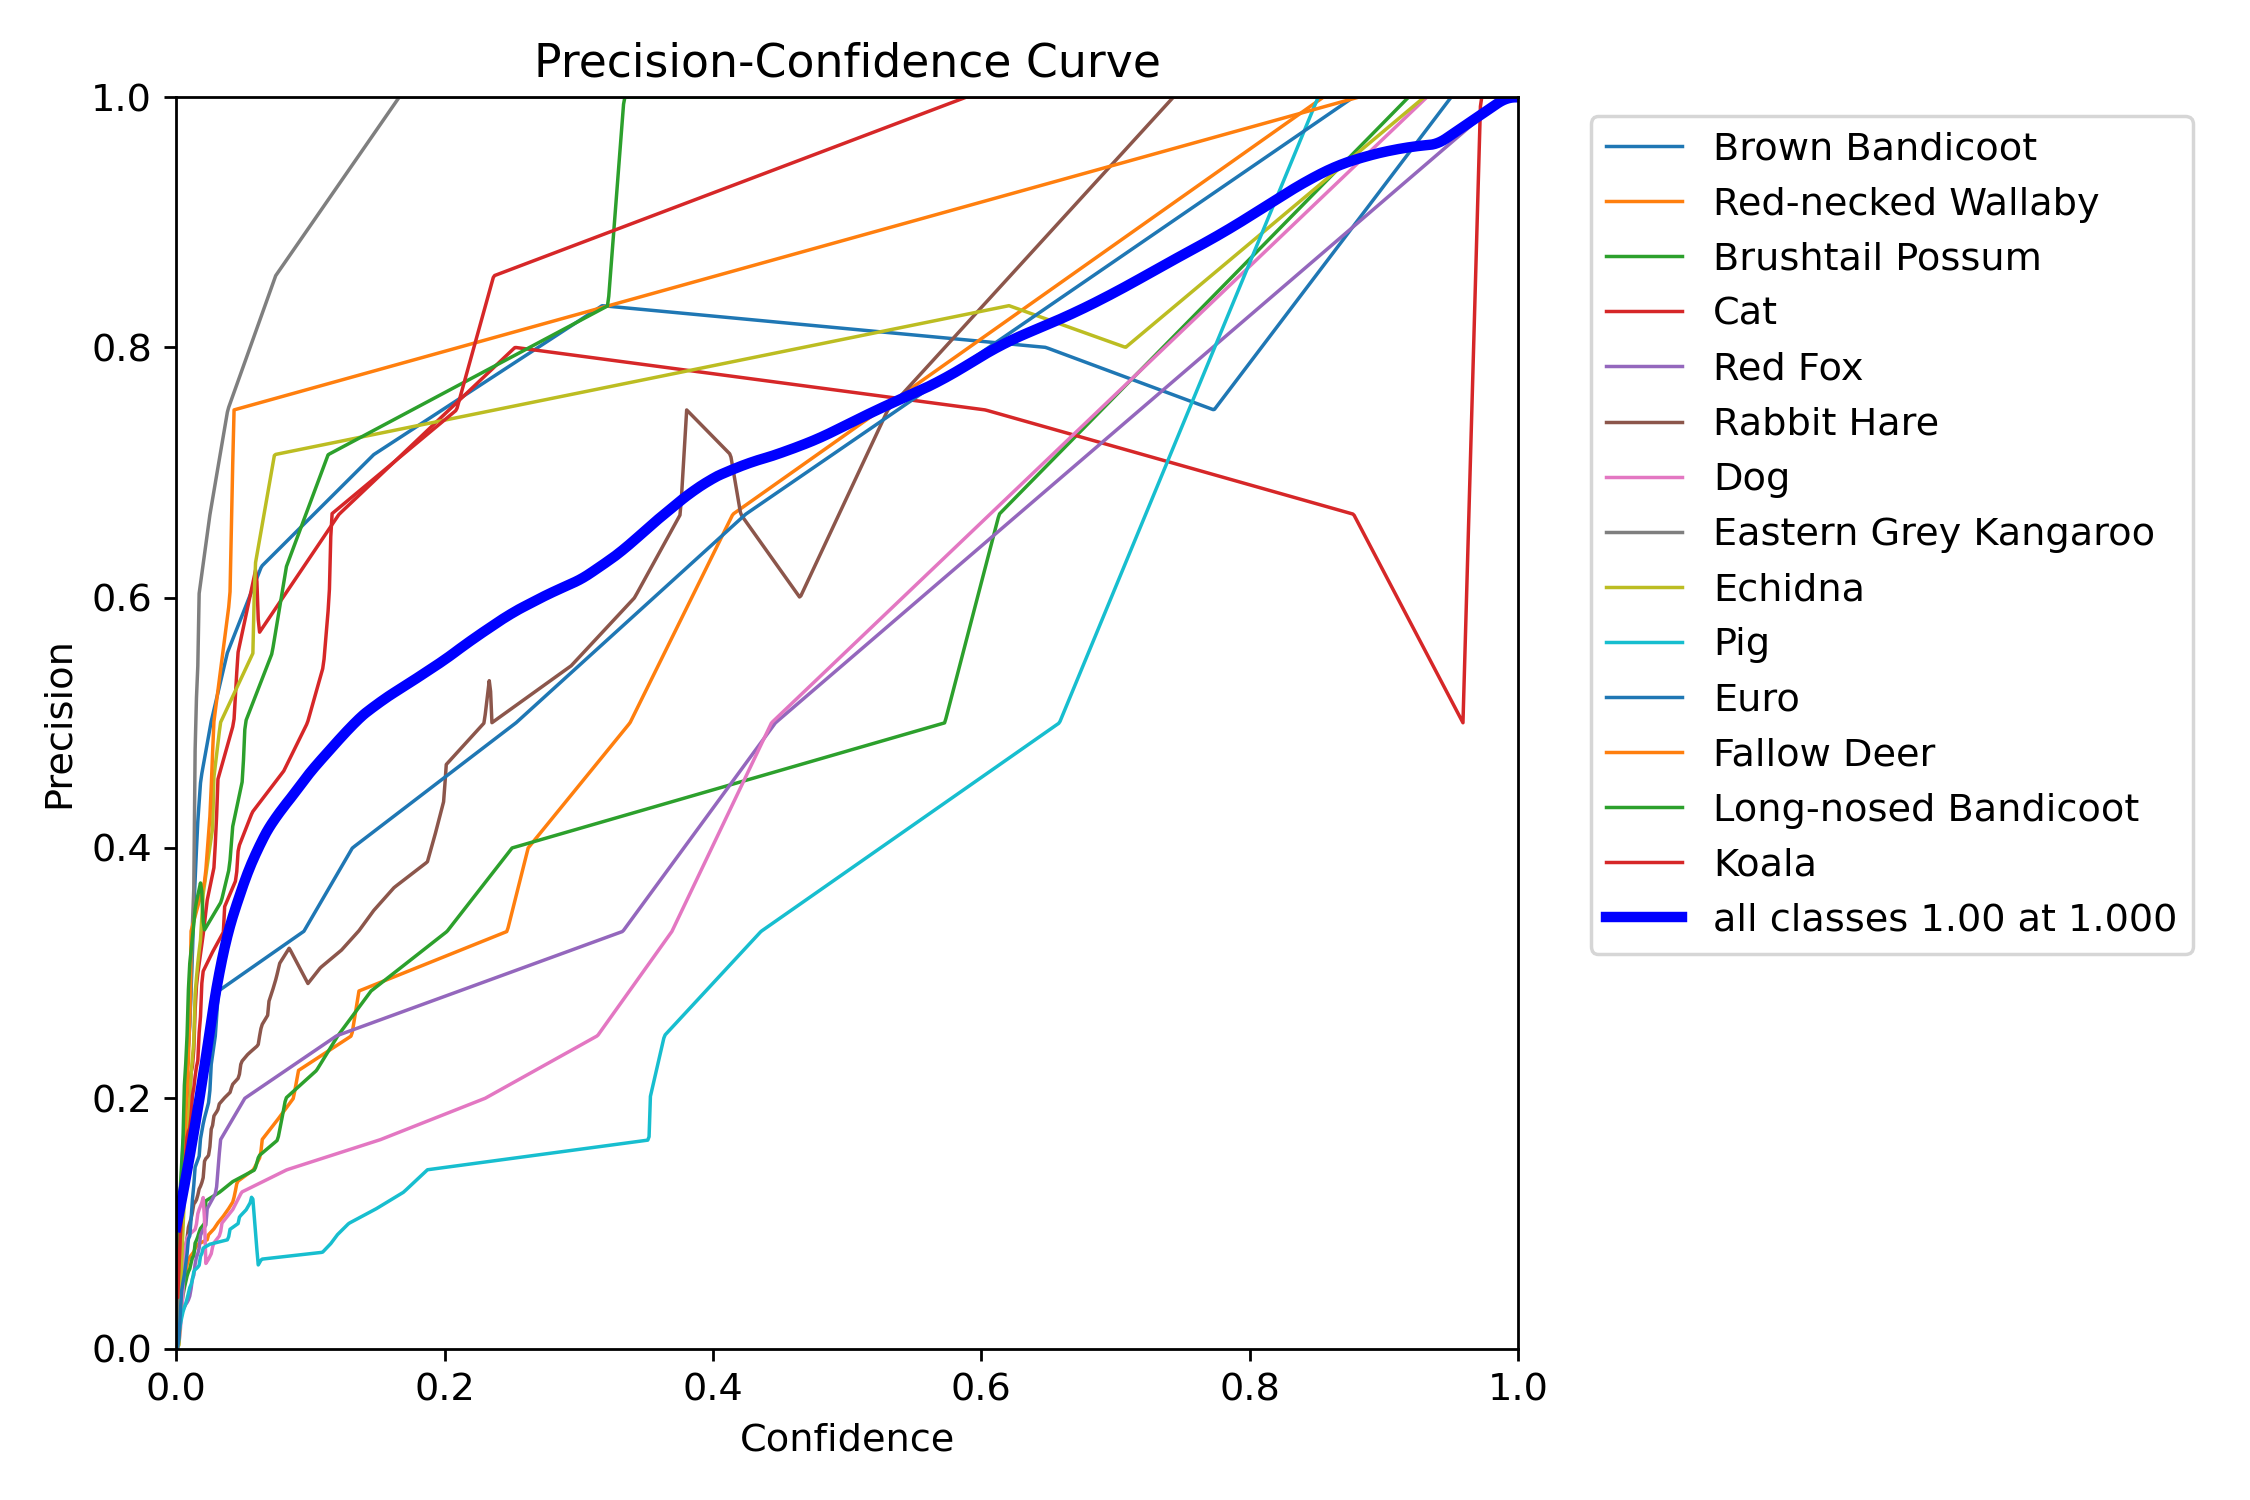 Precision-Confidence Curve
1.0
0.8
0.6
0.4
0.2
0.0
Precision
0.0 0.2 0.4 0.6 0.8 1.0
Confidence
Brown Bandicoot
Red-necked Wallaby
Brushtail Possum
Cat
Red Fox
Rabbit Hare
Dog
Eastern Grey Kangaroo
Echidna
Pig
Euro
Fallow Deer
Long-nosed Bandicoot
Koala
all classes 1.00 at 1.000